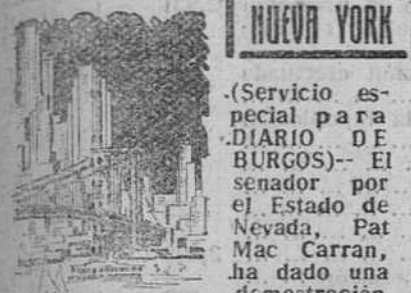 NUEVA YORK
(Servicio es-
pecial para
DIARIO DE
BURGOS)-- El
senador por
el Estado de
Nevada, Pat
Mac Carran,
ha dado una
demostración